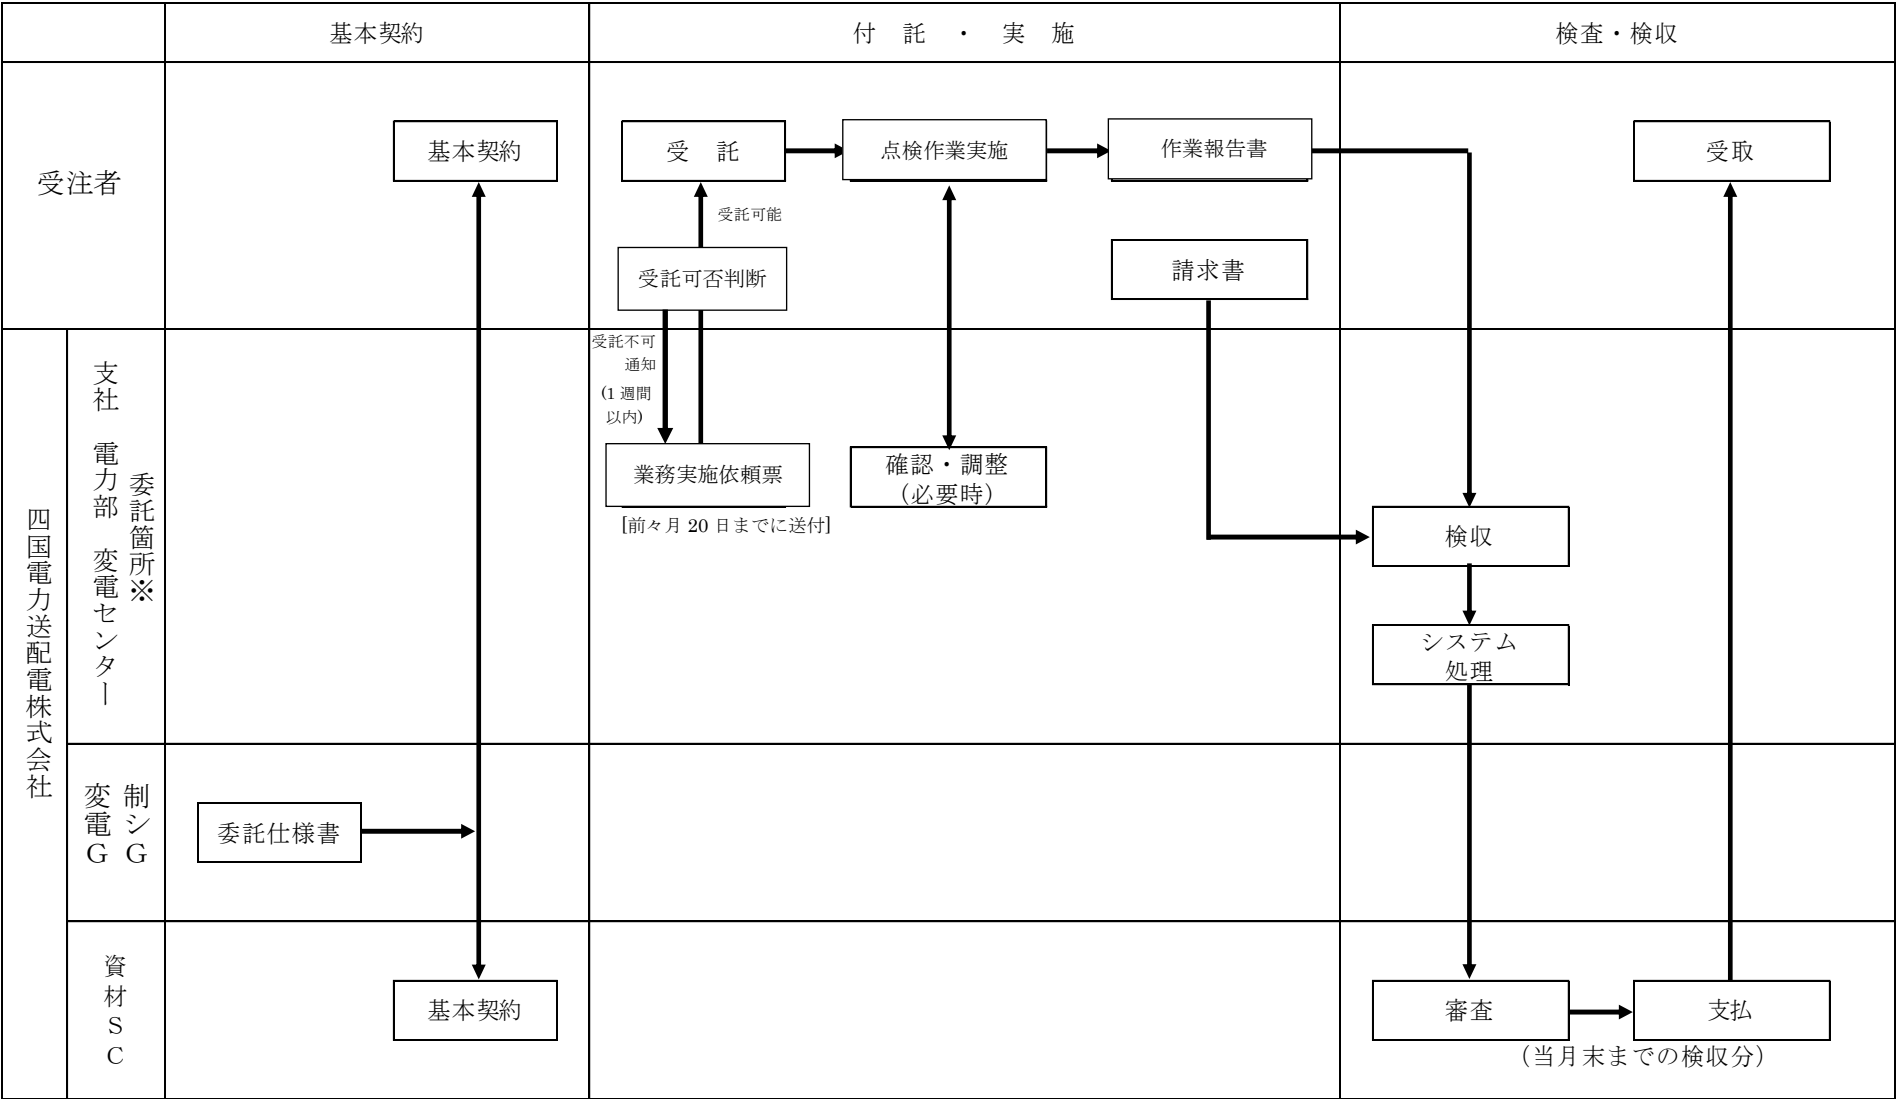 基本契約
付　託　・　実　施
検査・検収
受注者
基本契約
受　託
点検作業実施
作業報告書
受取
受託可能
受託可否判断
請求書
受託不可
通知
(1 週間
以内)
業務実施依頼票
[前々月 20 日までに送付]
確認・調整
（必要時）
検収
システム
処理
四国電力送配電株式会社
委託箇所※
支社　電力部　変電センター
制シＧ
変電Ｇ
委託仕様書
資材ＳＣ
基本契約
審査
支払
（当月末までの検収分）